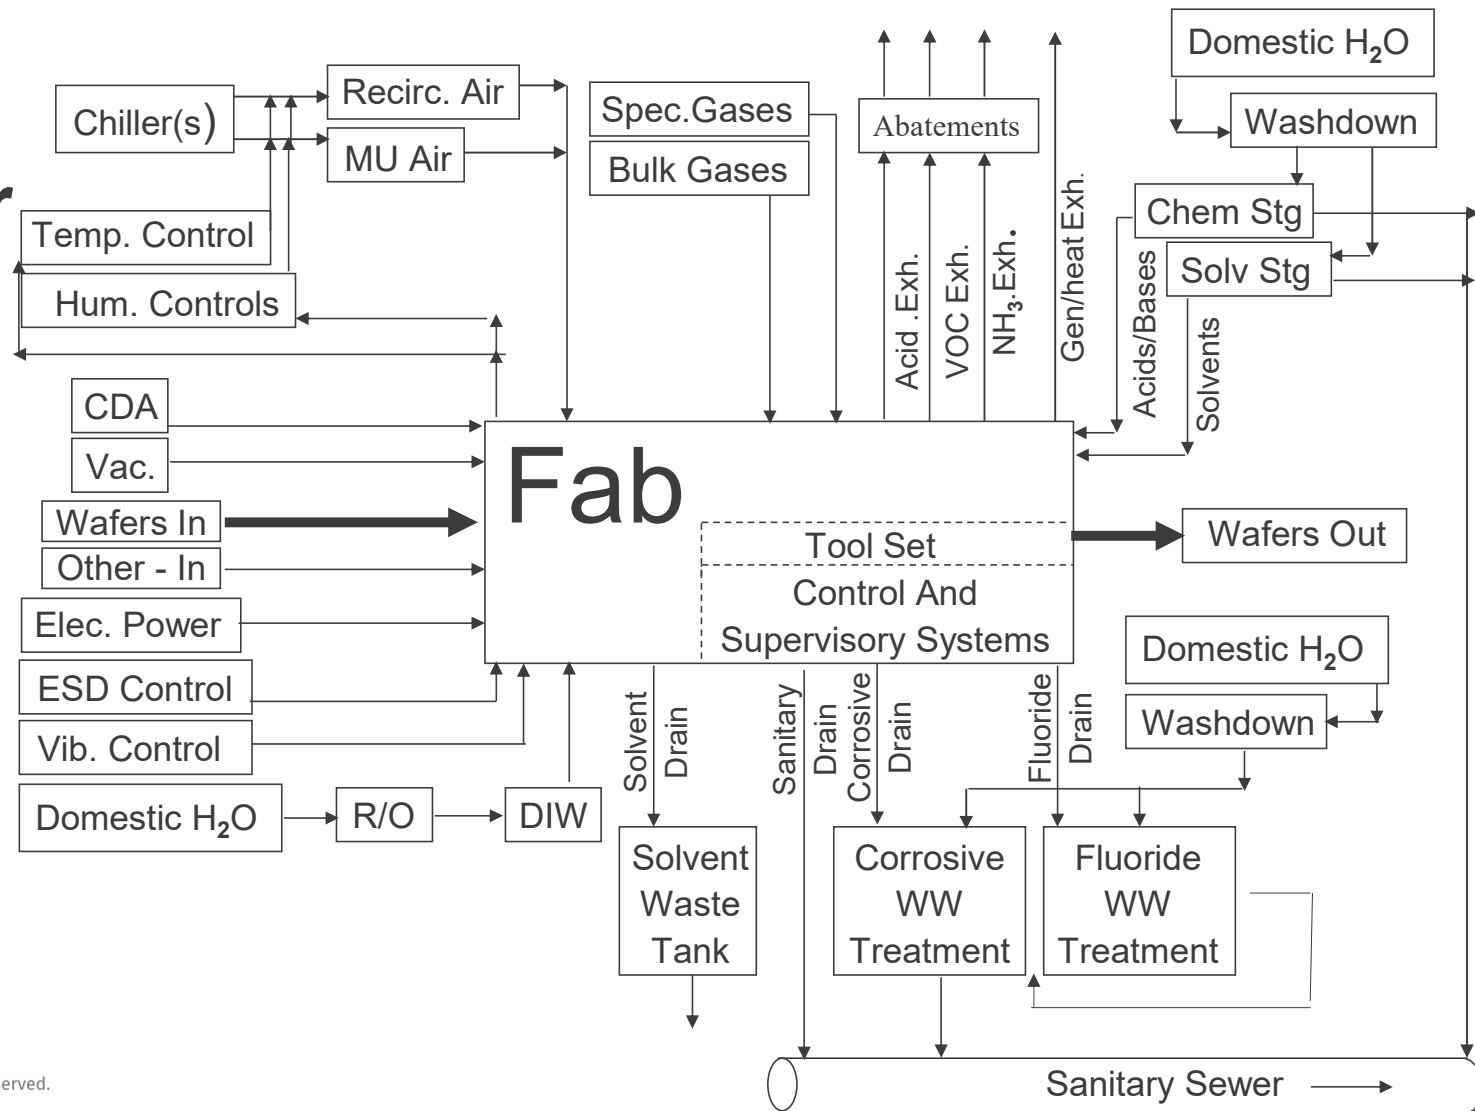 Domestic H₂O
Chiller(s)
Recirc. Air
MU Air
Spec.Gases
Bulk Gases
Abatements
Washdown
Chem Stg
Solv Stg
Temp. Control
Hum. Controls
Acid .Exh.
VOC Exh.
NH₃.Exh.
Gen/heat Exh.
Acids/Bases
Solvents
CDA
Vac.
Wafers In
Other - In
Elec. Power
ESD Control
Vib. Control
Domestic H₂O
R/O
DIW
Fab
Tool Set
Control And
Supervisory Systems
Wafers Out
Domestic H₂O
Washdown
Solvent
Drain
Sanitary
Drain
Corrosive
Drain
Fluoride
Drain
Solvent
Waste
Tank
Corrosive
WW
Treatment
Fluoride
WW
Treatment
Sanitary Sewer